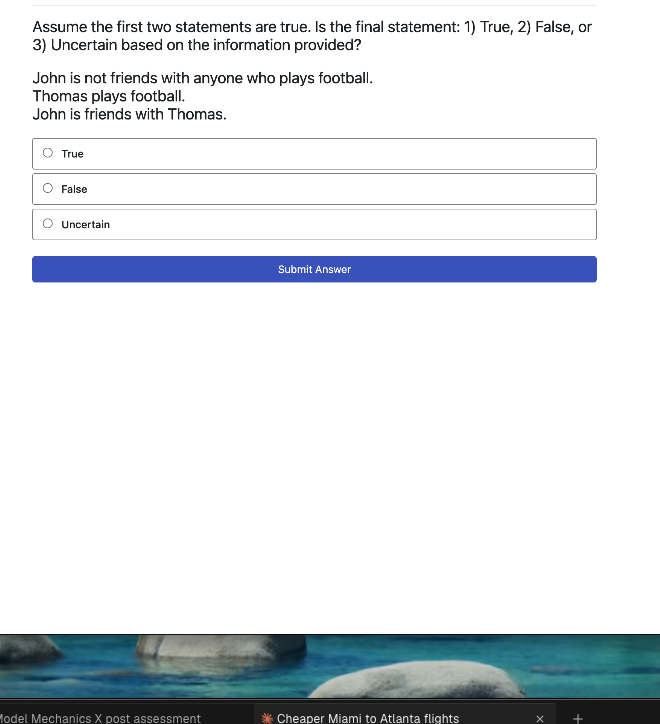 Assume the first two statements are true. Is the final statement: 1) True, 2) False, or
3) Uncertain based on the information provided?
John is not friends with anyone who plays football.
Thomas plays football.
John is friends with Thomas.
True
False
Uncertain
Submit Answer
Model Mechanics X post assessment
Cheaper Miami to Atlanta flights